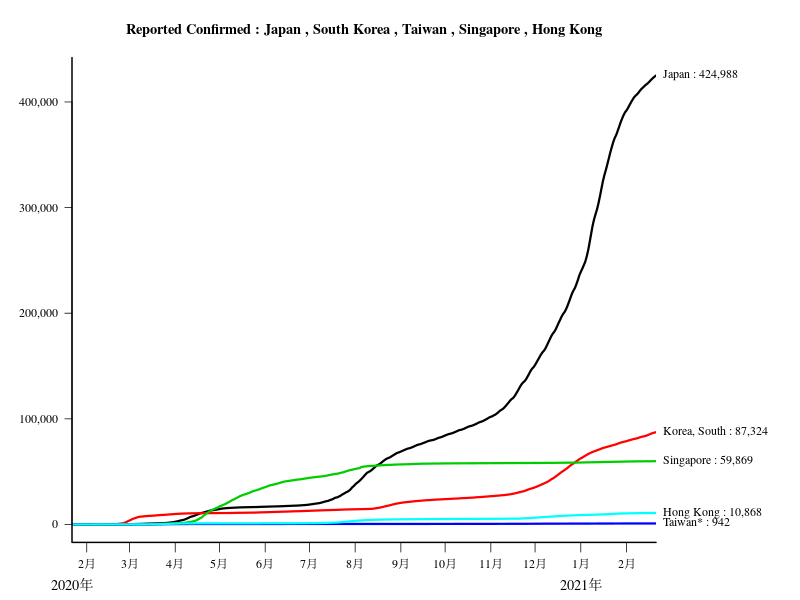 Reported Confirmed : Japan , South Korea , Taiwan , Singapore , Hong Kong
Japan : 424,988
400,000
300,000
200,000
100,000
Korea, South : 87,324
Singapore : 59,869
Hong Kong : 10,868
Taiwan* : 942
0
2月 3月 4月 5月 6月 7月 8月 9月 10月 11月 12月 1月 2月
2020年 2021年